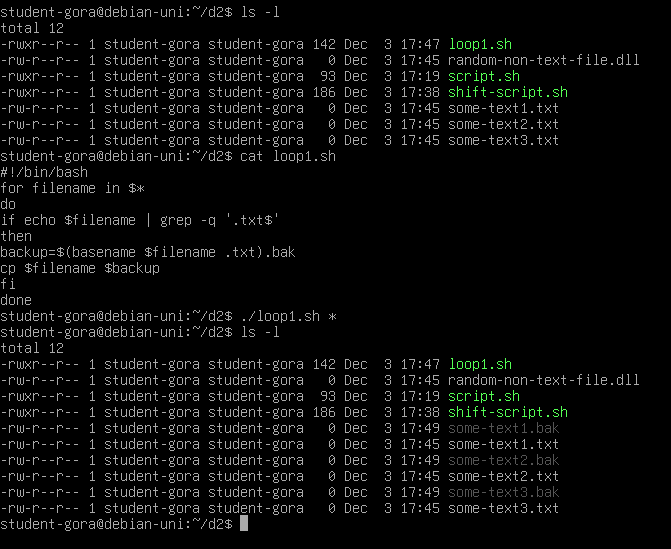 student-gora@debian-uni:~/d2$ ls -l
total 12
-rwxr--r-- 1 student-gora student-gora 142 Dec  3 17:47 loop1.sh
-rw-r--r-- 1 student-gora student-gora   0 Dec  3 17:45 random-non-text-file.dll
-rwxr--r-- 1 student-gora student-gora  93 Dec  3 17:19 script.sh
-rwxr--r-- 1 student-gora student-gora 186 Dec  3 17:38 shift-script.sh
-rw-r--r-- 1 student-gora student-gora   0 Dec  3 17:45 some-text1.txt
-rw-r--r-- 1 student-gora student-gora   0 Dec  3 17:45 some-text2.txt
-rw-r--r-- 1 student-gora student-gora   0 Dec  3 17:45 some-text3.txt
student-gora@debian-uni:~/d2$ cat loop1.sh
#!/bin/bash
for filename in $*
do
if echo $filename | grep -q '.txt$'
then
backup=$(basename $filename .txt).bak
cp $filename $backup
fi
done
student-gora@debian-uni:~/d2$ ./loop1.sh *
student-gora@debian-uni:~/d2$ ls -l
total 12
-rwxr--r-- 1 student-gora student-gora 142 Dec  3 17:47 loop1.sh
-rw-r--r-- 1 student-gora student-gora   0 Dec  3 17:45 random-non-text-file.dll
-rwxr--r-- 1 student-gora student-gora  93 Dec  3 17:19 script.sh
-rwxr--r-- 1 student-gora student-gora 186 Dec  3 17:38 shift-script.sh
-rw-r--r-- 1 student-gora student-gora   0 Dec  3 17:49 some-text1.bak
-rw-r--r-- 1 student-gora student-gora   0 Dec  3 17:45 some-text1.txt
-rw-r--r-- 1 student-gora student-gora   0 Dec  3 17:49 some-text2.bak
-rw-r--r-- 1 student-gora student-gora   0 Dec  3 17:45 some-text2.txt
-rw-r--r-- 1 student-gora student-gora   0 Dec  3 17:49 some-text3.bak
-rw-r--r-- 1 student-gora student-gora   0 Dec  3 17:45 some-text3.txt
student-gora@debian-uni:~/d2$